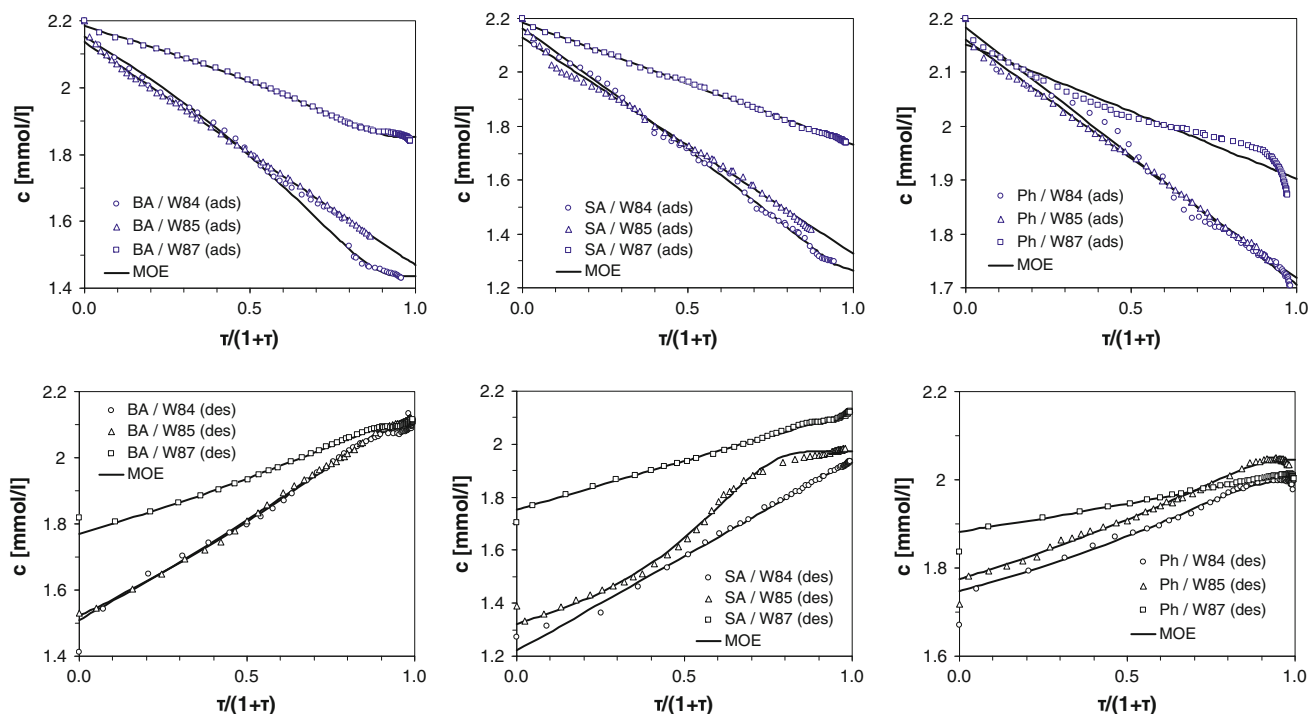 2.2
2.0
1.8
1.6
1.4
c [mmol/l]
BA / W84 (ads)
BA / W85 (ads)
BA / W87 (ads)
MOE
0.0
0.5
1.0
τ/(1+τ)
2.2
2.0
1.8
1.6
1.4
1.2
c [mmol/l]
SA / W84 (ads)
SA / W85 (ads)
SA / W87 (ads)
MOE
0.0
0.5
1.0
τ/(1+τ)
2.2
2.1
2
1.9
1.8
1.7
c [mmol/l]
Ph / W84 (ads)
Ph / W85 (ads)
Ph / W87 (ads)
MOE
0.0
0.5
1.0
τ/(1+τ)
2.2
2
1.8
1.6
1.4
c [mmol/l]
BA / W84 (des)
BA / W85 (des)
BA / W87 (des)
MOE
0.0
0.5
1.0
τ/(1+τ)
2.2
2.0
1.8
1.6
1.4
1.2
c [mmol/l]
SA / W84 (des)
SA / W85 (des)
SA / W87 (des)
MOE
0.0
0.5
1.0
τ/(1+τ)
2.2
2
1.8
1.6
c [mmol/l]
Ph / W84 (des)
Ph / W85 (des)
Ph / W87 (des)
MOE
0.0
0.5
1.0
τ/(1+τ)